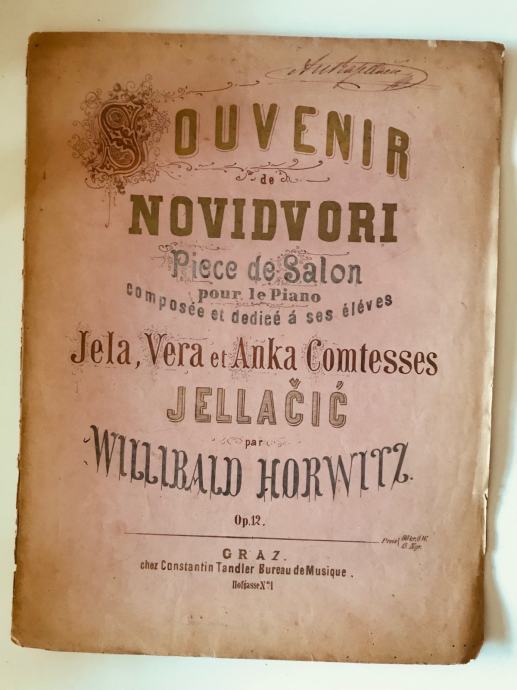 SOUVENIR
de
NOVIDVORI
Piece de Salon
pour le Piano
composée et dedieé á ses éléves
Jela, Vera et Anka Comtesses
JELLAČIĆ
par
WILLIBALD HORWITZ.
Op.12.
Preis
GRAZ.
chez Constantin Tandler Bureau de Musique.
Hofgasse Nº1